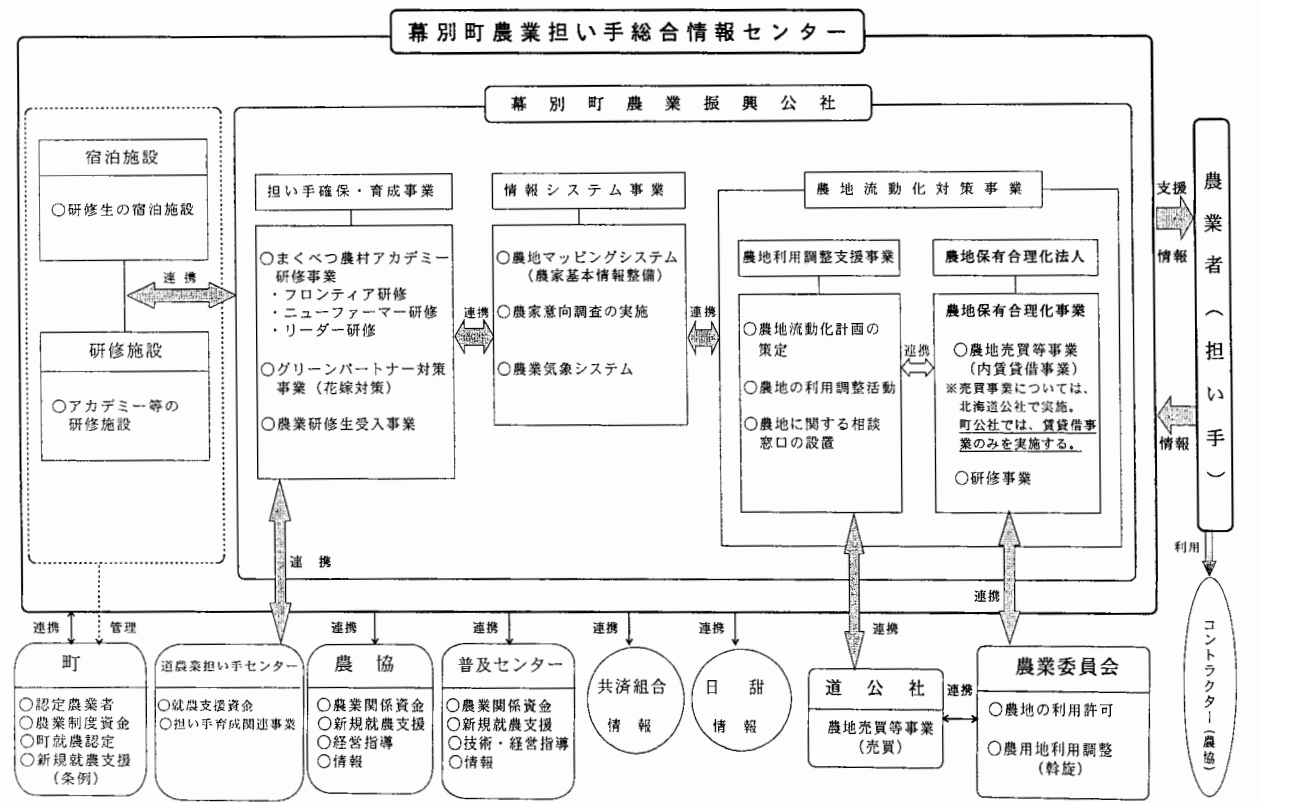 幕別町農業担い手総合情報センター
幕別町農業振興公社
宿泊施設
○研修生の宿泊施設
連携
研修施設
○アカデミー等の
研修施設
担い手確保・育成事業
○まくべつ農村アカデミー
研修事業
・フロンティア研修
・ニューファーマー研修
・リーダー研修
○グリーンパートナー対策
事業（花嫁対策）
○農業研修生受入事業
連携
情報システム事業
○農地マッピングシステム
（農家基本情報整備）
○農家意向調査の実施
○農業気象システム
連携
農地流動化対策事業
農地利用調整支援事業
○農地流動化計画の
策定
○農地の利用調整活動
○農地に関する相談
窓口の設置
連携
農地保有合理化法人
農地保有合理化事業
○農地売買等事業
（内賃貸借事業）
※売買事業については、
北海道公社で実施。
町公社では、賃貸借事
業のみを実施する。
○研修事業
支援
情報
情報
農業者（担い手）
利用
コントラクター（農協）
連携
管理
連携
連携
連携
連携
連携
連携
連携
町
○認定農業者
○農業制度資金
○町就農認定
○新規就農支援
（条例）
道農業担い手センター
○就農支援資金
○担い手育成関連事業
農協
○農業関係資金
○新規就農支援
○経営指導
○情報
普及センター
○農業関係資金
○新規就農支援
○技術・経営指導
○情報
共済組合
情報
日甜
情報
道公社
農地売買等事業
（売買）
連携
農業委員会
○農地の利用許可
○農用地利用調整
（斡旋）